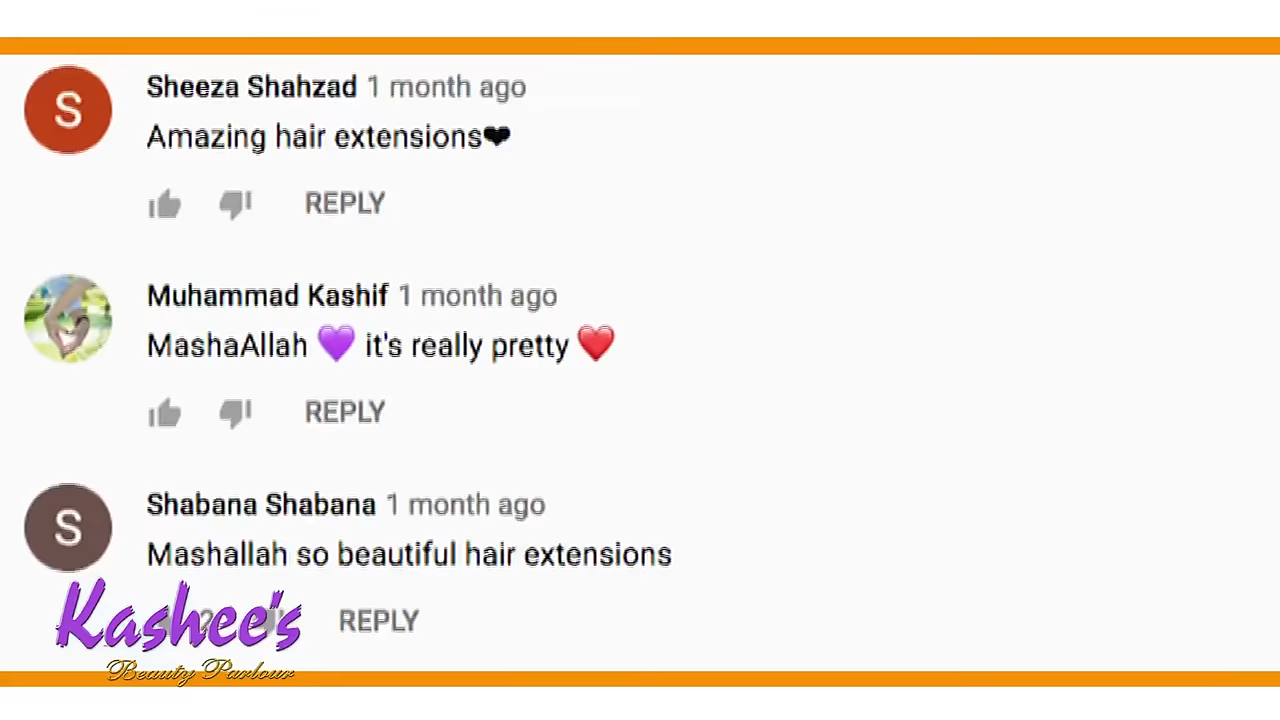 S
Sheeza Shahzad 1 month ago
Amazing hair extensions❤
REPLY
Muhammad Kashif 1 month ago
MashaAllah 💜 it's really pretty ❤️
REPLY
S
Shabana Shabana 1 month ago
Mashallah so beautiful hair extensions
2 REPLY
Kashee's
Beauty Parlour